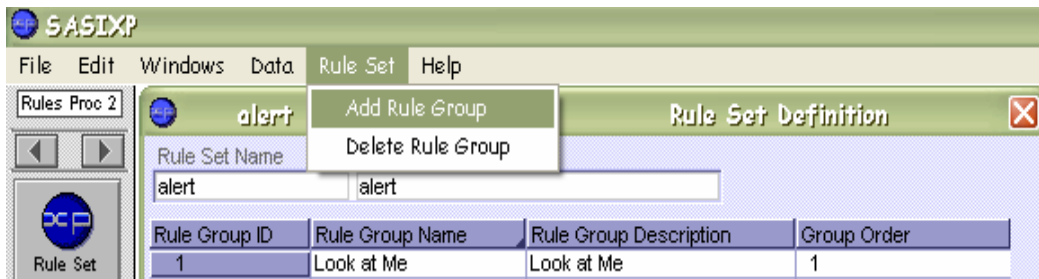 SASIXP
File Edit Windows Data Rule Set Help
Rules Proc 2
alert Rule Set Definition
Add Rule Group
Delete Rule Group
Rule Set Name
alert alert
XP
Rule Set
Rule Group ID Rule Group Name Rule Group Description Group Order
1 Look at Me Look at Me 1